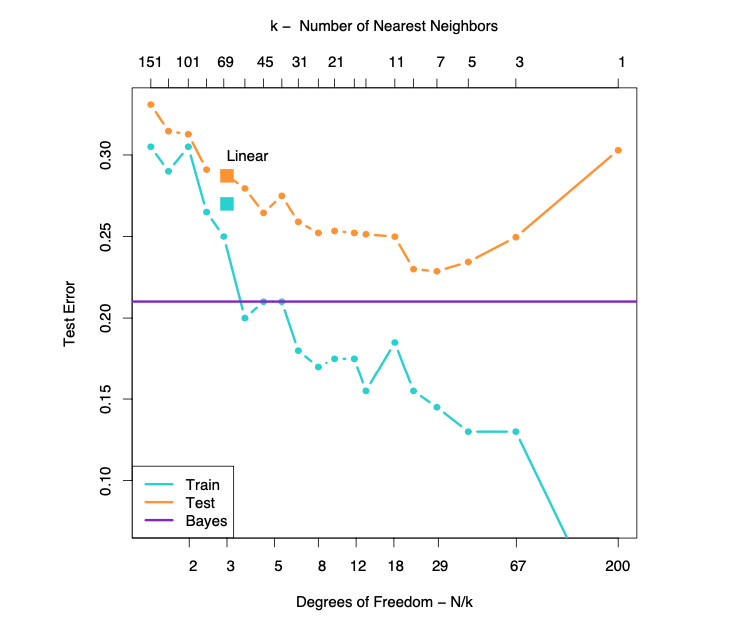 k −  Number of Nearest Neighbors
151 101 69 45 31 21 11 7 5 3 1
Linear
Test Error
0.30
0.25
0.20
0.15
0.10
Train
Test
Bayes
2 3 5 8 12 18 29 67 200
Degrees of Freedom − N/k